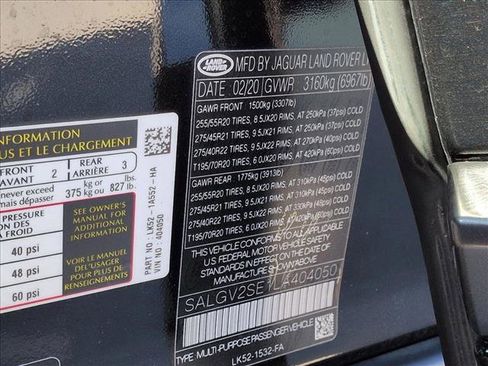 INFORMATION
US ET LE
FRONT 2
AVANT
REAR 3
ARRIÈRE
never exceed 375 kg or 827 lb.
mais dépasser kg ou lb.
PRESSURE
40 psi
48 psi
60 psi
SEE OWNER'S
MANUAL FOR
ADDITIONAL
INFORMATION
VOIR LE MANUEL
DE L'USAGER
POUR PLUS DE
RENSEIGNEMENTS
PART NO: LK52-1A552-HA
VIN NO: 404050
LAND ROVER
MFD BY JAGUAR LAND ROVER L
DATE 02/20 GVWR 3160kg (6967lb)
GAWR FRONT 1500kg (3307lb)
255/55R20 TIRES, 8.5JX20 RIMS, AT 250kPa (37psi) COLD
275/45R21 TIRES, 9.5JX21 RIMS, AT 250kPa (37psi) COLD
275/40R22 TIRES, 9.5JX22 RIMS, AT 270kPa (40psi) COLD
T195/70R20 TIRES, 6.0JX20 RIMS, AT 420kPa (60psi) COLD
GAWR REAR 1775kg (3913lb)
255/55R20 TIRES, 8.5JX20 RIMS, AT 310kPa (45psi) COLD
275/45R21 TIRES, 9.5JX21 RIMS, AT 310kPa (45psi) COLD
275/40R22 TIRES, 9.5JX22 RIMS, AT 330kPa (48psi) COLD
T195/70R20 TIRES, 6.0JX20 RIMS, AT 420kPa (60psi) COLD
THIS VEHICLE CONFORMS TO ALL APPLICABLE
U.S. FEDERAL MOTOR VEHICLE SAFETY
STANDARDS IN EFFECT ON THE DATE OF
MANUFACTURE SHOWN ABOVE
SALGV2SE1LA404050
TYPE: MULTI-PURPOSE PASSENGER VEHICLE
LK52-1532-FA